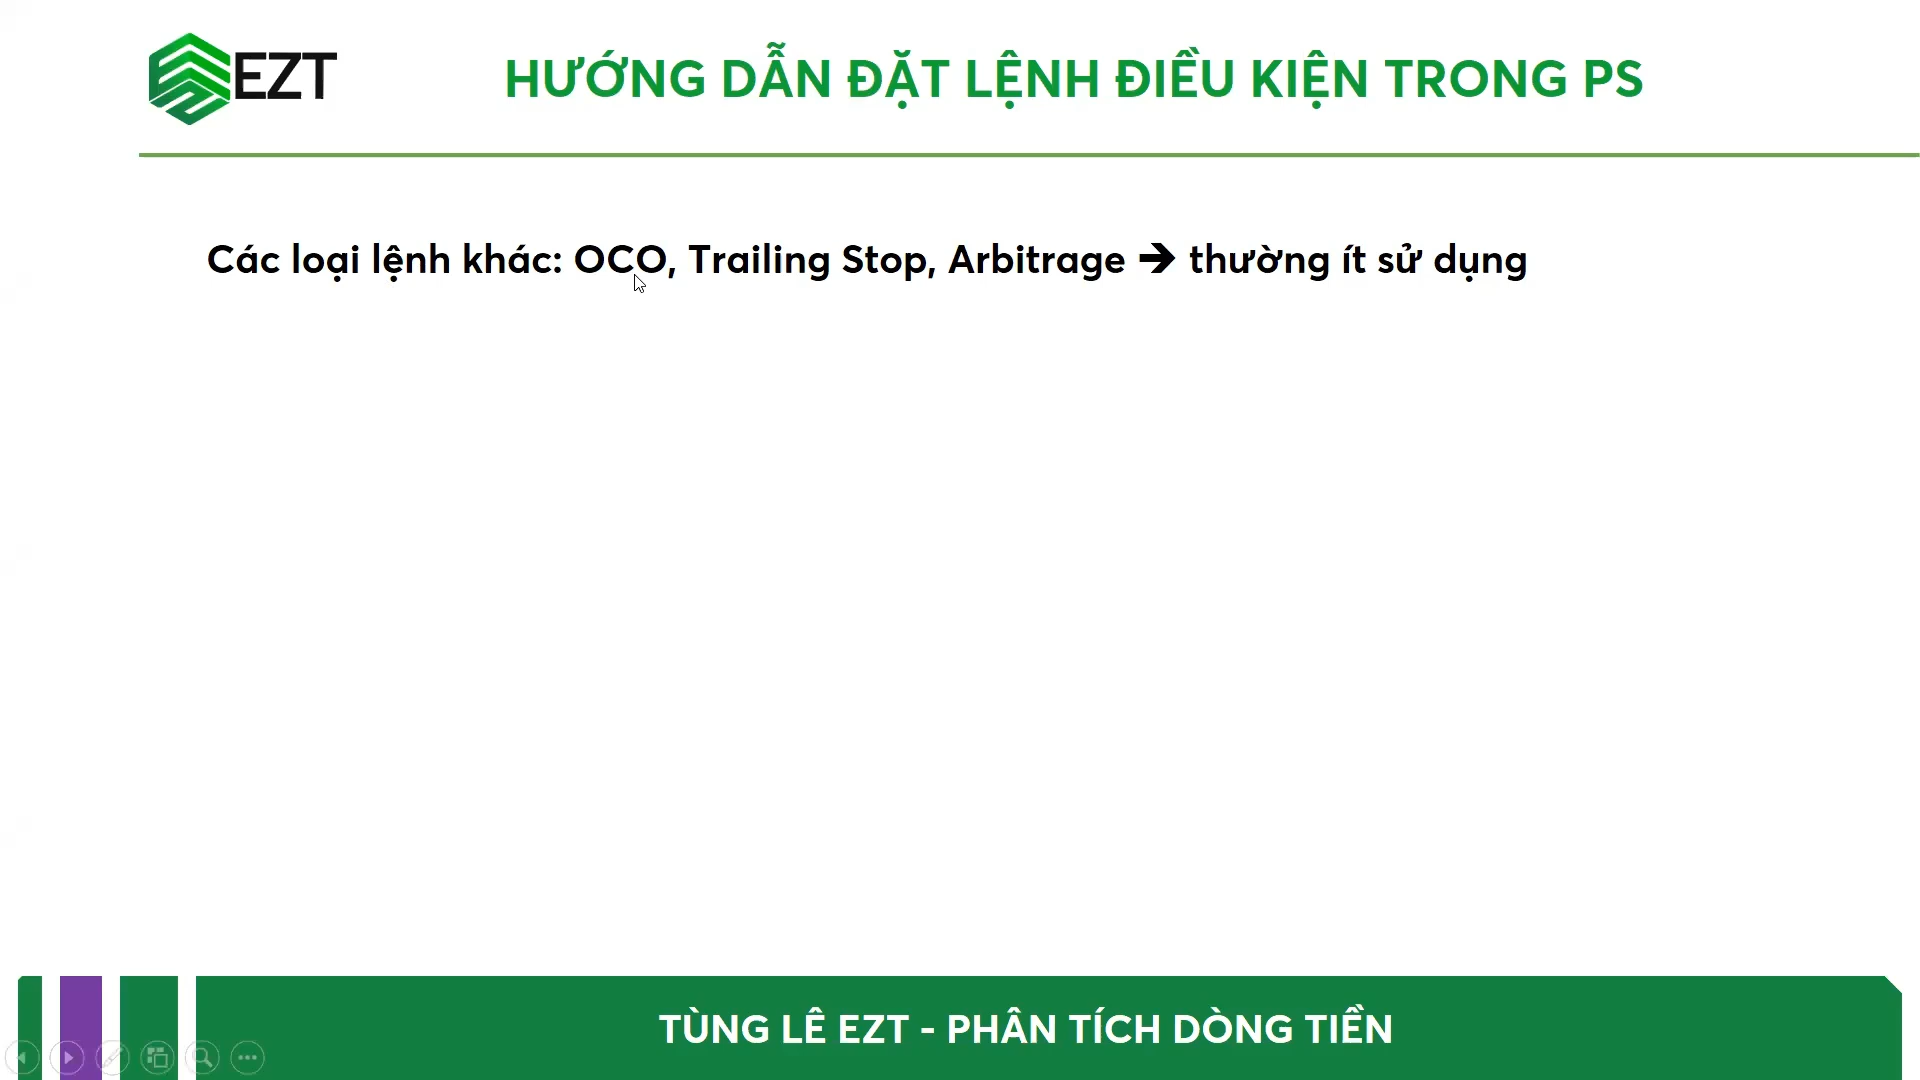 EZT
HƯỚNG DẪN ĐẶT LỆNH ĐIỀU KIỆN TRONG PS
Các loại lệnh khác: OCO, Trailing Stop, Arbitrage ➔ thường ít sử dụng
TÙNG LÊ EZT - PHÂN TÍCH DÒNG TIỀN